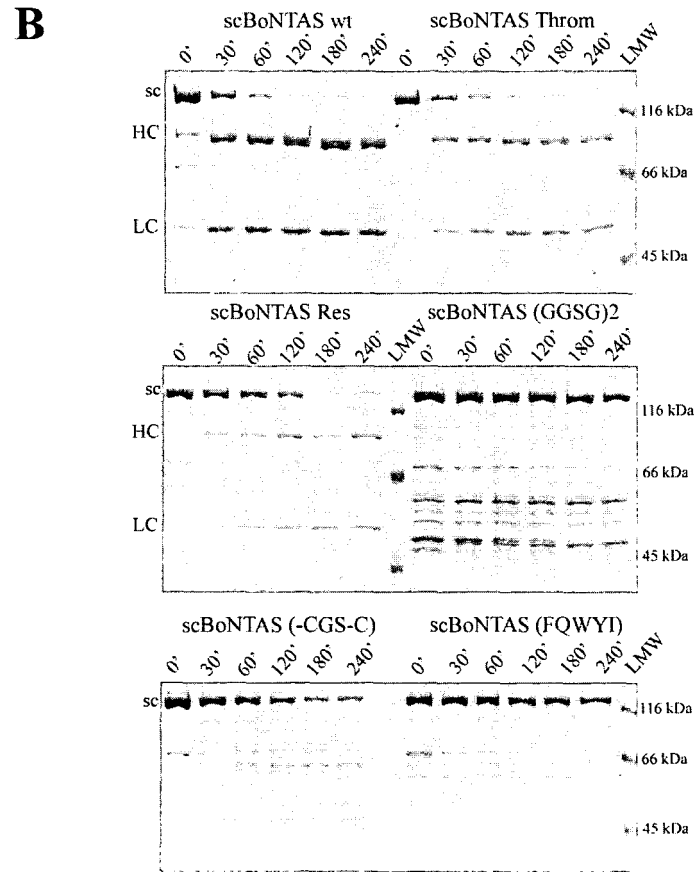 B
scBoNTAS wt scBoNTAS Throm
0' 30' 60' 120' 180' 240' 0' 30' 60' 120' 180' 240' LMW
sc
HC
LC
116 kDa
66 kDa
45 kDa
scBoNTAS Res scBoNTAS (GGSG)2
0' 30' 60' 120' 180' 240' LMW 0' 30' 60' 120' 180' 240'
sc
HC
LC
116 kDa
66 kDa
45 kDa
scBoNTAS (-CGS-C) scBoNTAS (FQWYI)
0' 30' 60' 120' 180' 240' 0' 30' 60' 120' 180' 240' LMW
sc
116 kDa
66 kDa
45 kDa